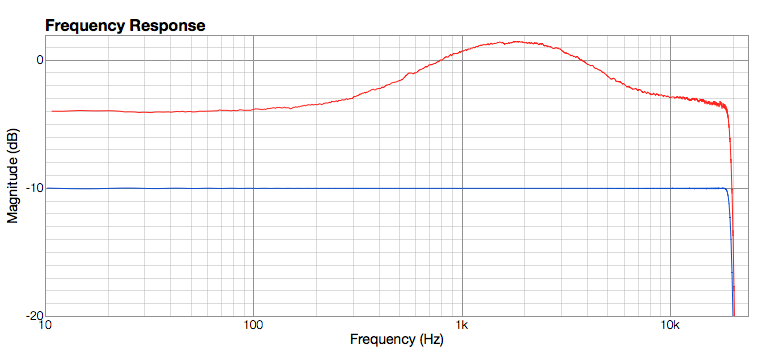 Frequency Response
0
-10
-20
Magnitude (dB)
10
100
1k
10k
Frequency (Hz)